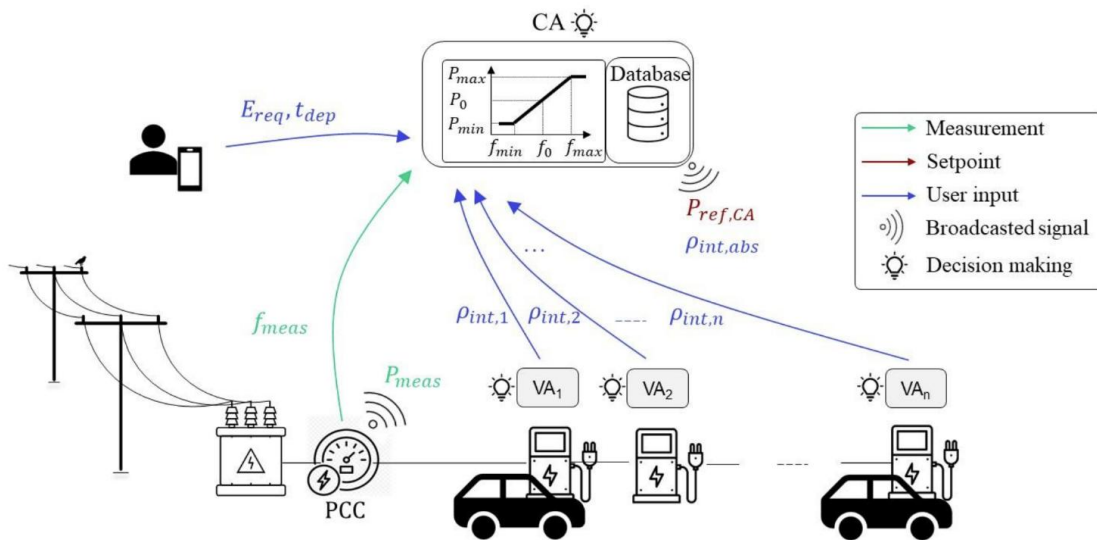 CA
P_max
P_0
P_min
f_min f_0 f_max
Database
E_req, t_dep
Measurement
Setpoint
User input
Broadcasted signal
Decision making
P_ref,CA
ρ_int,abs
...
f_meas
ρ_int,1 ρ_int,2 ---- ρ_int,n
P_meas
VA_1 VA_2 VA_n
PCC